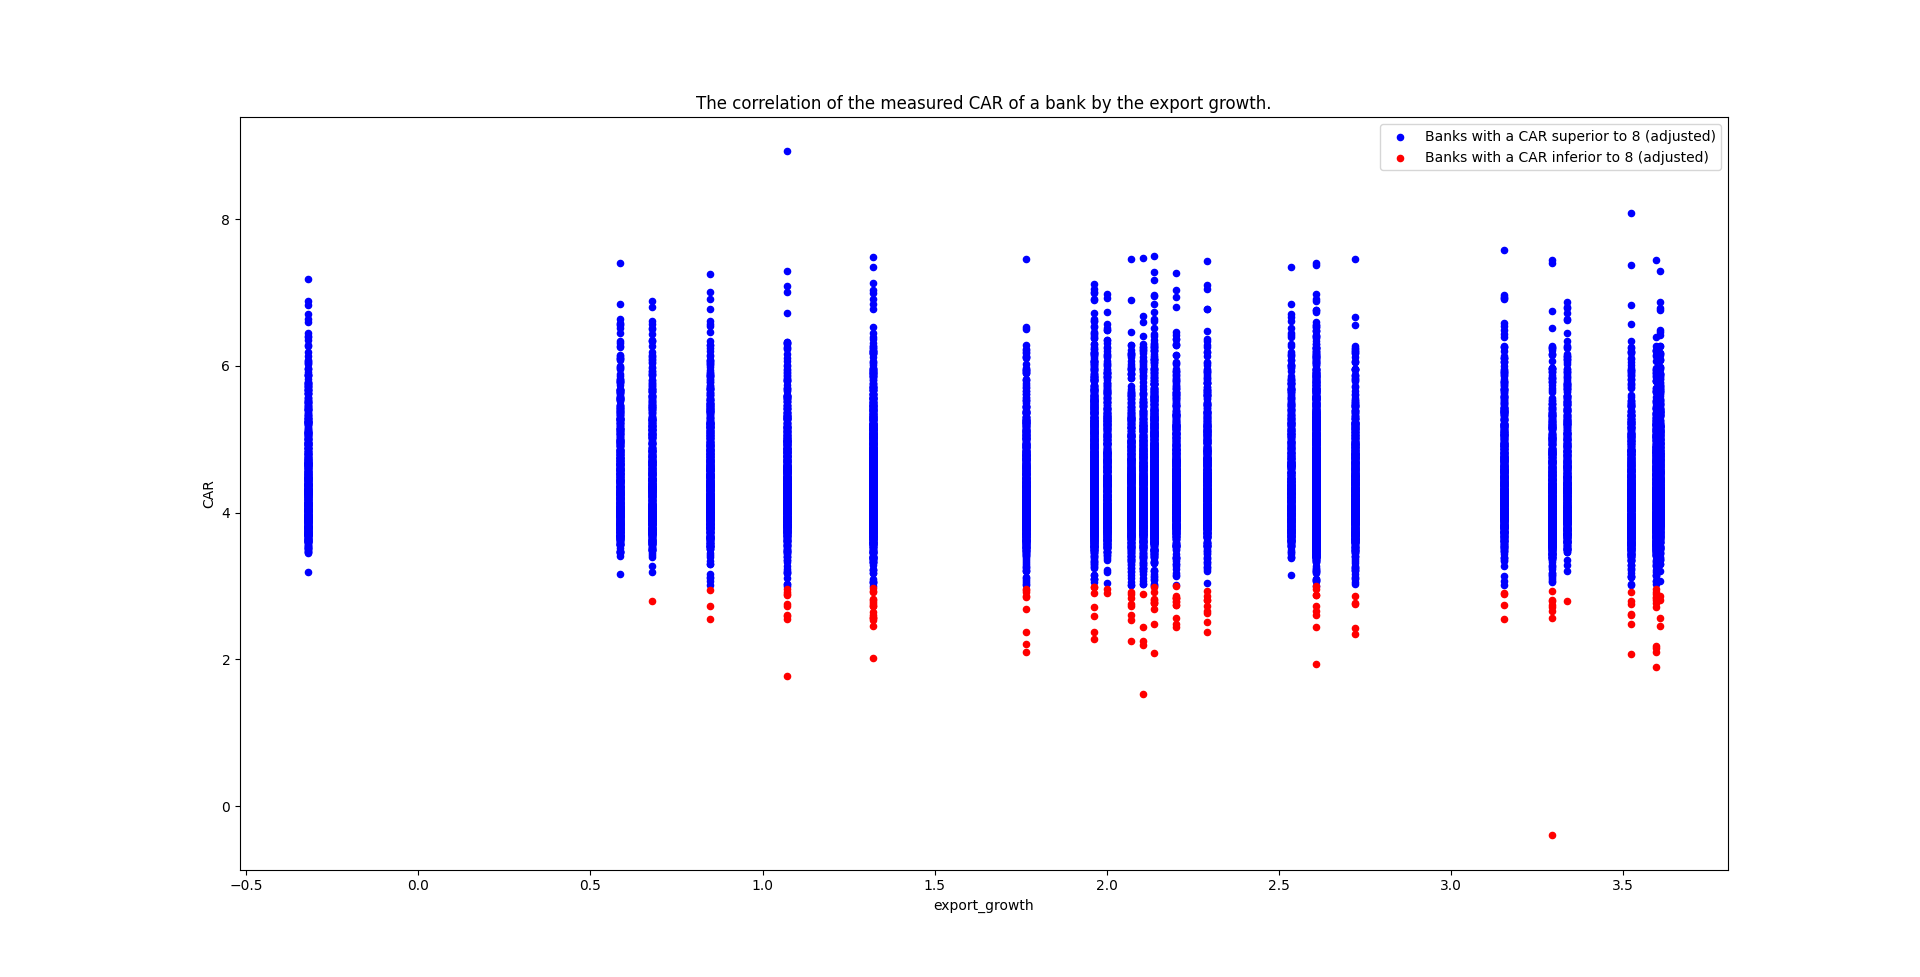 The correlation of the measured CAR of a bank by the export growth.
Banks with a CAR superior to 8 (adjusted)
Banks with a CAR inferior to 8 (adjusted)
8
6
4
2
0
CAR
−0.5 0.0 0.5 1.0 1.5 2.0 2.5 3.0 3.5
export_growth